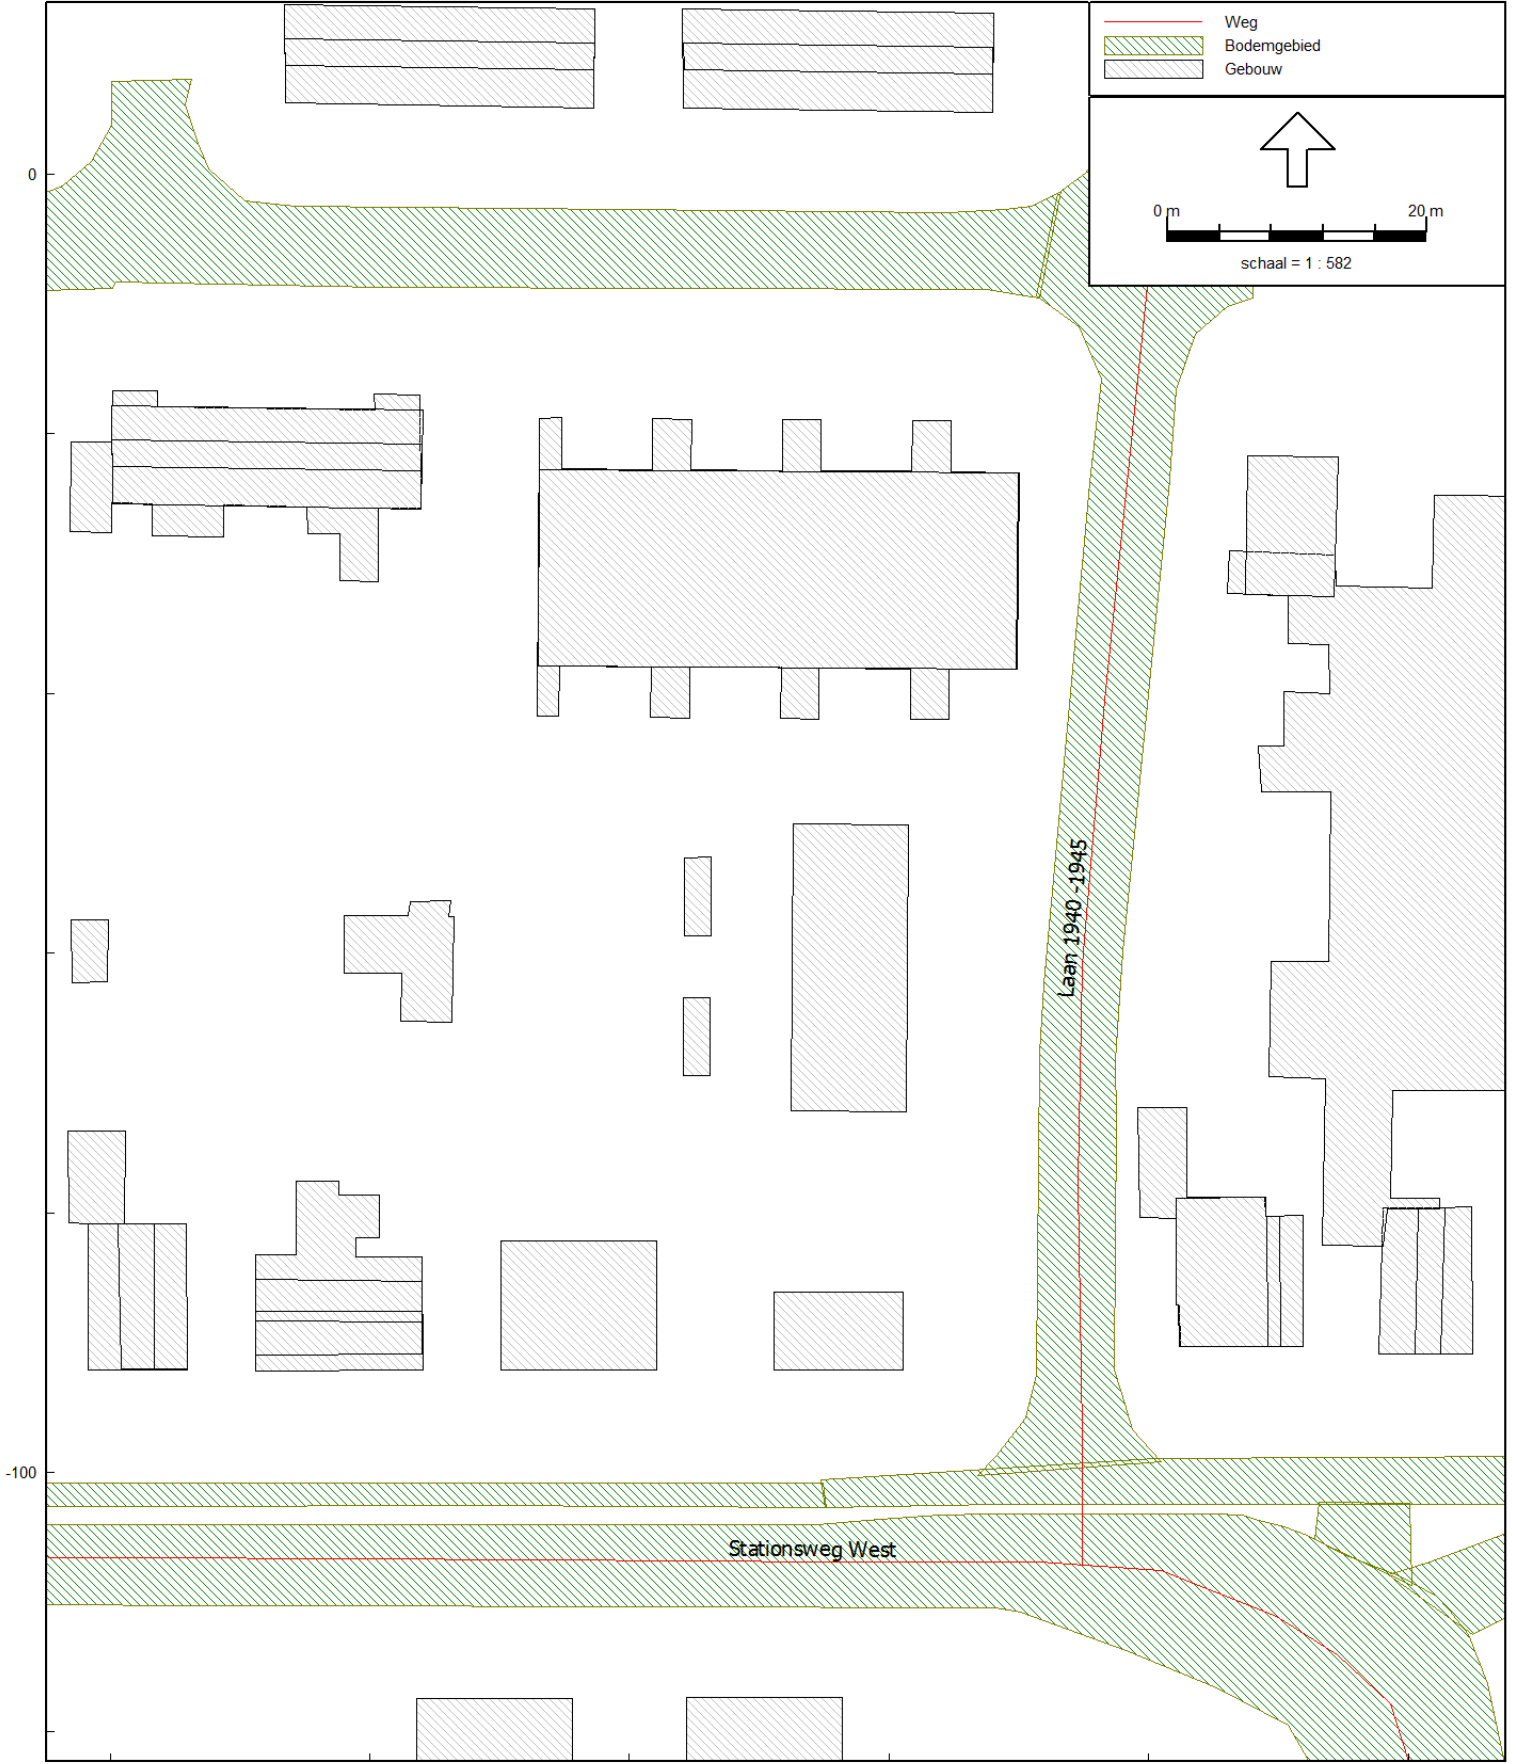 Weg
Bodemgebied
Gebouw
0 m 20 m
schaal = 1 : 582
0
Laan 1940 -1945
-100
Stationsweg West